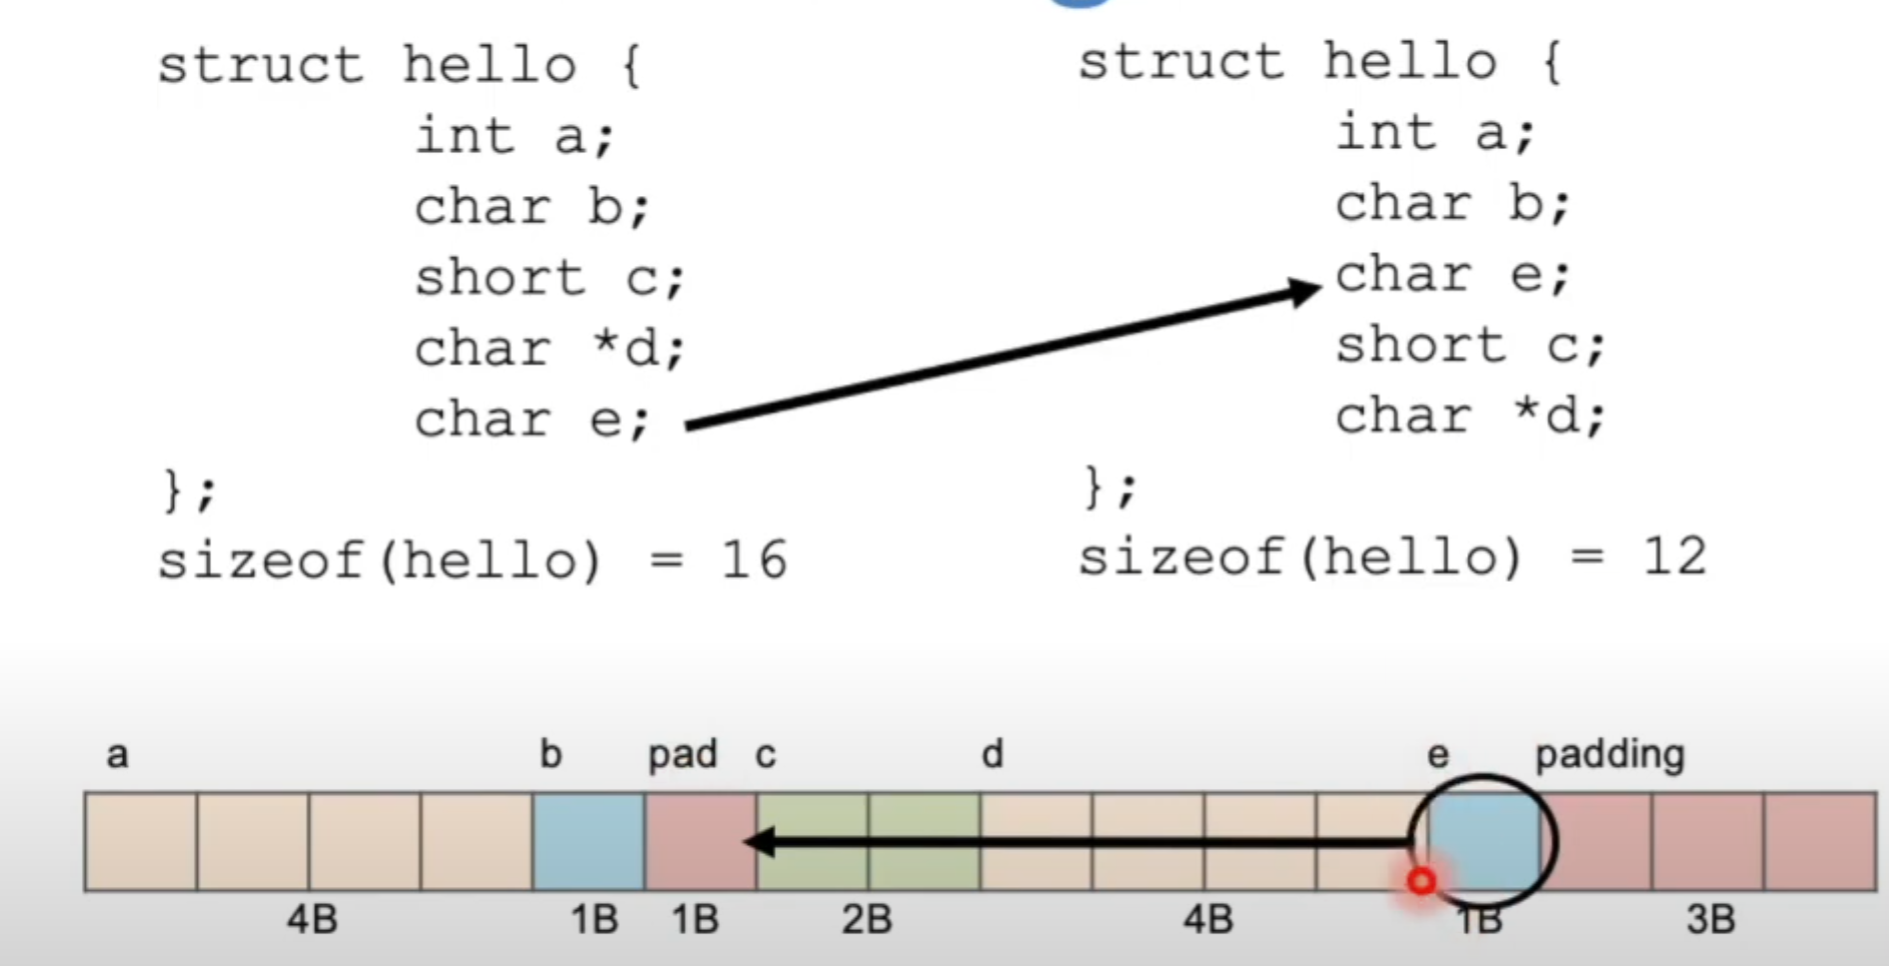 struct hello {
int a;
char b;
short c;
char *d;
char e;
};
sizeof(hello) = 16
struct hello {
int a;
char b;
char e;
short c;
char *d;
};
sizeof(hello) = 12
a b pad c d e padding
4B 1B 1B 2B 4B 1B 3B